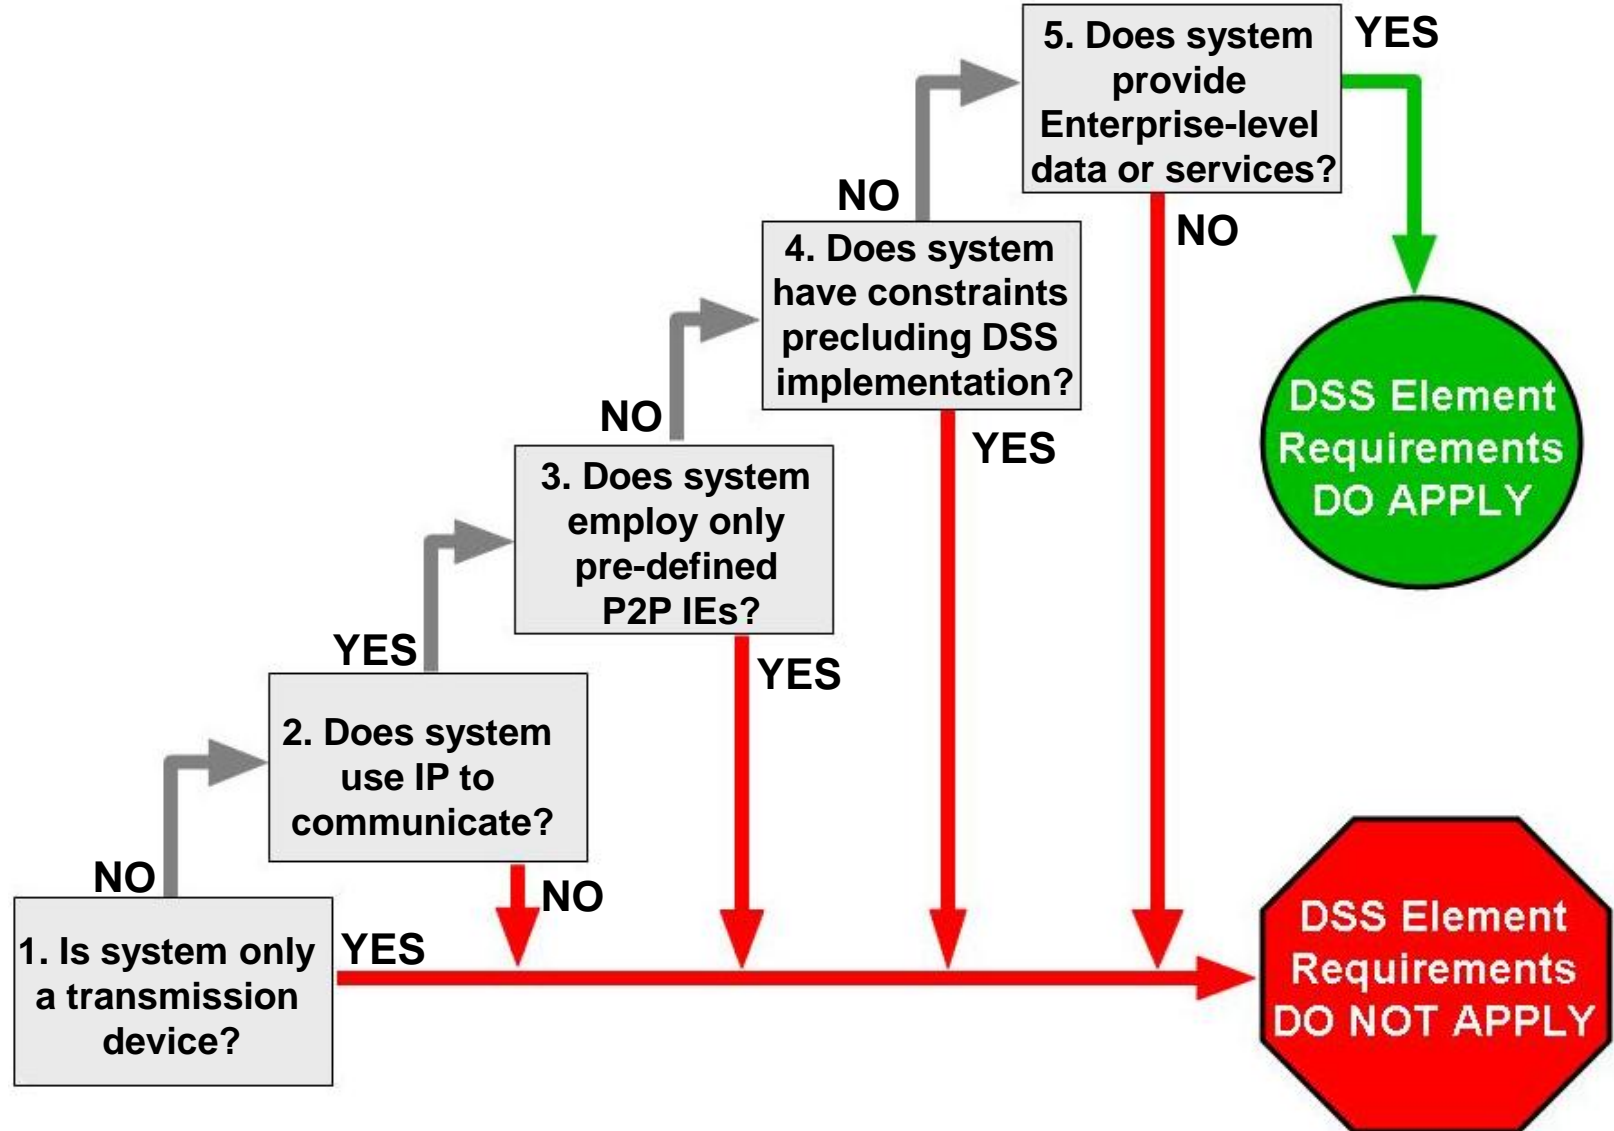 1. Is system only
a transmission
device?
NO
YES
2. Does system
use IP to
communicate?
YES
NO
3. Does system
employ only
pre-defined
P2P IEs?
NO
YES
4. Does system
have constraints
precluding DSS
implementation?
NO
YES
5. Does system
provide
Enterprise-level
data or services?
YES
NO
DSS Element
Requirements
DO APPLY
DSS Element
Requirements
DO NOT APPLY